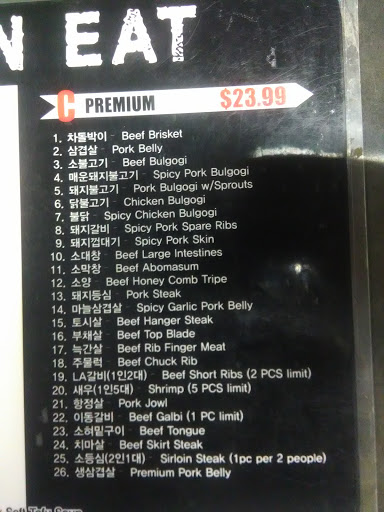 N EAT
C PREMIUM $23.99
1. 차돌박이 - Beef Brisket
2. 삼겹살 - Pork Belly
3. 소불고기 - Beef Bulgogi
4. 매운돼지불고기 - Spicy Pork Bulgogi
5. 돼지불고기 - Pork Bulgogi w/Sprouts
6. 닭불고기 - Chicken Bulgogi
7. 불닭 - Spicy Chicken Bulgogi
8. 돼지갈비 - Spicy Pork Spare Ribs
9. 돼지껍대기 - Spicy Pork Skin
10. 소대창 - Beef Large Intestines
11. 소막창 - Beef Abomasum
12. 소양 - Beef Honey Comb Tripe
13. 돼지등심 - Pork Steak
14. 마늘삼겹살 - Spicy Garlic Pork Belly
15. 토시살 - Beef Hanger Steak
16. 부채살 - Beef Top Blade
17. 늑간살 - Beef Rib Finger Meat
18. 주물럭 - Beef Chuck Rib
19. LA갈비(1인2대) - Beef Short Ribs (2 PCS limit)
20. 새우(1인5대) - Shrimp (5 PCS limit)
21. 항정살 - Pork Jowl
22. 이동갈비 - Beef Galbi (1 PC limit)
23. 소혀밑구이 - Beef Tongue
24. 치마살 - Beef Skirt Steak
25. 소등심(2인1대) - Sirloin Steak (1pc per 2 people)
26. 생삼겹살 - Premium Pork Belly
Soft Tofu Soup